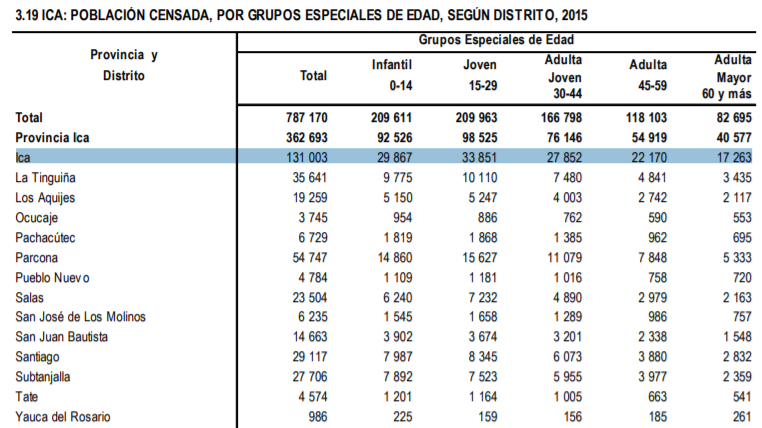 3.19 ICA: POBLACIÓN CENSADA, POR GRUPOS ESPECIALES DE EDAD, SEGÚN DISTRITO, 2015
Provincia y Distrito
Grupos Especiales de Edad
Total
Infantil 0-14
Joven 15-29
Adulta Joven 30-44
Adulta 45-59
Adulta Mayor 60 y más
Total 787 170 209 611 209 963 166 798 118 103 82 695
Provincia Ica 362 693 92 526 98 525 76 146 54 919 40 577
Ica 131 003 29 867 33 851 27 852 22 170 17 263
La Tinguiña 35 641 9 775 10 110 7 480 4 841 3 435
Los Aquijes 19 259 5 150 5 247 4 003 2 742 2 117
Ocucaje 3 745 954 886 762 590 553
Pachacútec 6 729 1 819 1 868 1 385 962 695
Parcona 54 747 14 860 15 627 11 079 7 848 5 333
Pueblo Nuevo 4 784 1 109 1 181 1 016 758 720
Salas 23 504 6 240 7 232 4 890 2 979 2 163
San José de Los Molinos 6 235 1 545 1 658 1 289 986 757
San Juan Bautista 14 663 3 902 3 674 3 201 2 338 1 548
Santiago 29 117 7 987 8 345 6 073 3 880 2 832
Subtanjalla 27 706 7 892 7 523 5 955 3 977 2 359
Tate 4 574 1 201 1 164 1 005 663 541
Yauca del Rosario 986 225 159 156 185 261